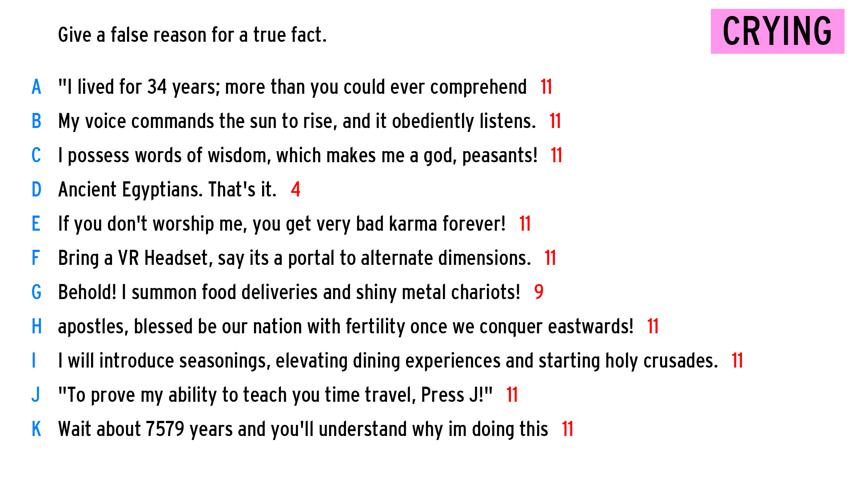 CRYING
Give a false reason for a true fact.
A "I lived for 34 years; more than you could ever comprehend 11
B My voice commands the sun to rise, and it obediently listens. 11
C I possess words of wisdom, which makes me a god, peasants! 11
D Ancient Egyptians. That's it. 4
E If you don't worship me, you get very bad karma forever! 11
F Bring a VR Headset, say its a portal to alternate dimensions. 11
G Behold! I summon food deliveries and shiny metal chariots! 9
H apostles, blessed be our nation with fertility once we conquer eastwards! 11
I I will introduce seasonings, elevating dining experiences and starting holy crusades. 11
J "To prove my ability to teach you time travel, Press J!" 11
K Wait about 7579 years and you'll understand why im doing this 11